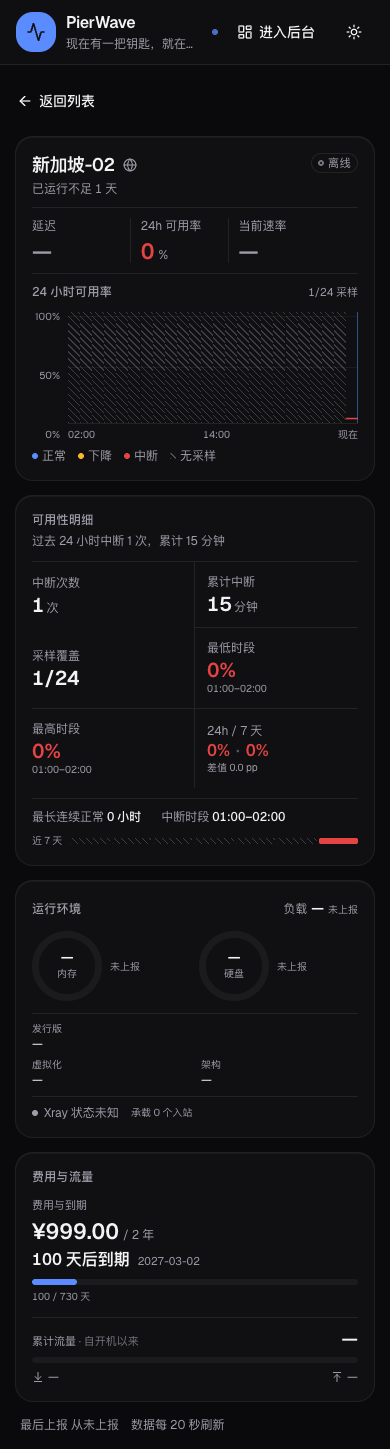 PierWave
现在有一把钥匙，就在...
进入后台
返回列表
新加坡-02
离线
已运行不足 1 天
延迟
24h 可用率
当前速率
—
0 %
—
24 小时可用率
1/24 采样
100%
50%
0%
02:00
14:00
现在
正常
下降
中断
无采样
可用性明细
过去 24 小时中断 1 次，累计 15 分钟
中断次数
1 次
累计中断
15 分钟
采样覆盖
1/24
最低时段
0%
01:00–02:00
最高时段
0%
01:00–02:00
24h / 7 天
0% · 0%
差值 0.0 pp
最长连续正常 0 小时
中断时段 01:00–02:00
近 7 天
运行环境
负载 — 未上报
—
内存
未上报
—
硬盘
未上报
发行版
—
虚拟化
—
架构
—
Xray 状态未知
承载 0 个入站
费用与流量
费用与到期
¥999.00 / 2 年
100 天后到期 2027-03-02
100 / 730 天
累计流量 · 自开机以来
—
—
—
最后上报 从未上报
数据每 20 秒刷新